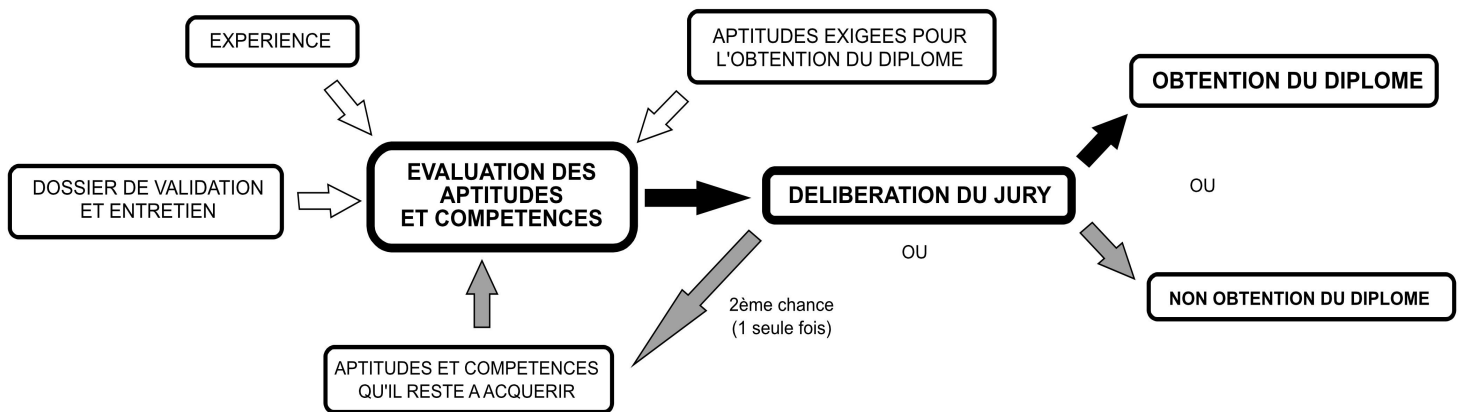 EXPERIENCE
APTITUDES EXIGEES POUR
L'OBTENTION DU DIPLOME
OBTENTION DU DIPLOME
DOSSIER DE VALIDATION
ET ENTRETIEN
EVALUATION DES
APTITUDES
ET COMPETENCES
DELIBERATION DU JURY
OU
OU
NON OBTENTION DU DIPLOME
2ème chance
(1 seule fois)
APTITUDES ET COMPETENCES
QU'IL RESTE A ACQUERIR